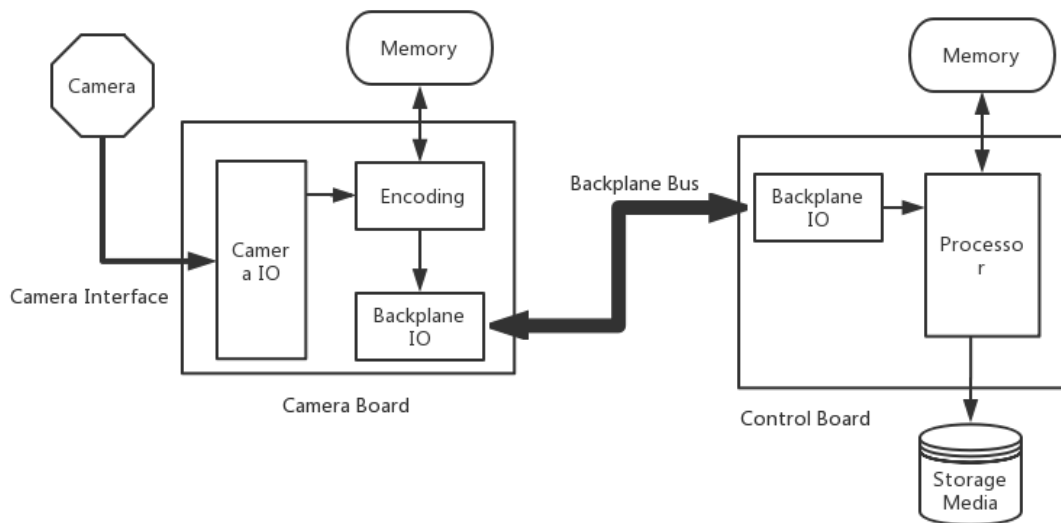 Memory
Memory
Camera
Encoding
Backplane Bus
Backplane
IO
Camer
a IO
Processo
r
Camera Interface
Backplane
IO
Camera Board
Control Board
Storage
Media